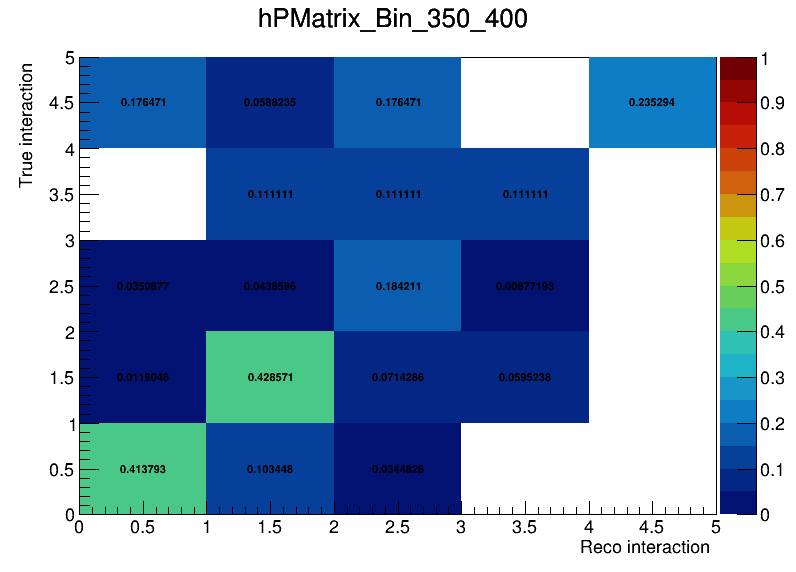 hPMatrix_Bin_350_400
True interaction
5
4.5
4
3.5
3
2.5
2
1.5
1
0.5
0
0.176471 0.0588235 0.176471 0.235294
0.111111 0.111111 0.111111
0.0350877 0.0438596 0.184211 0.00877193
0.0119048 0.428571 0.0714286 0.0595238
0.413793 0.103448 0.0344828
0 0.5 1 1.5 2 2.5 3 3.5 4 4.5 5
Reco interaction
1
0.9
0.8
0.7
0.6
0.5
0.4
0.3
0.2
0.1
0